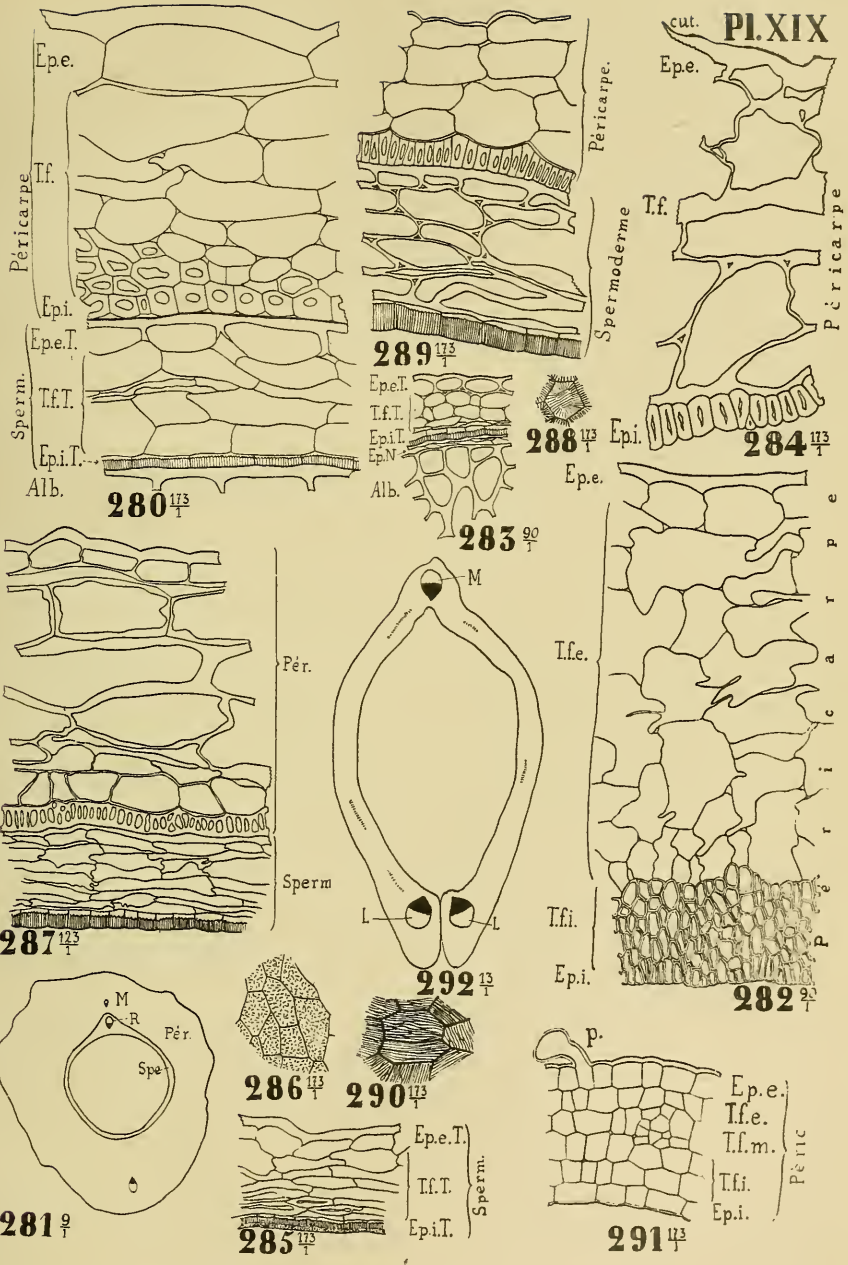 Pl. XIX
Ep.e.
T.f.
Péricarpe
Ep.i.
Ep.e.T.
T.f.T.
Sperm.
Ep.i.T.
Alb.
280 173/1
Péricarpe.
Spermoderme
289 173/1
Ep.e.T.
T.f.T.
Ep.i.T.
Ep.N
Alb.
283 90/1
288 173/1
cut.
Ep.e.
T.f.
Péricarpe
Ep.i.
284 173/1
Ep.e.
T.f.e.
T.f.i.
Ep.i.
Péricarpe
282
Pér.
Sperm
287 123/1
M
L
L
292 13/1
M
R
Pér.
Spe
281 9/1
286 173/1
290 173/1
Ep.e.T.
T.f.T.
Ep.i.T.
Sperm.
285 173/1
p.
Ep.e.
T.f.e.
T.f.m.
T.f.i.
Ep.i.
Péric
291 173/1